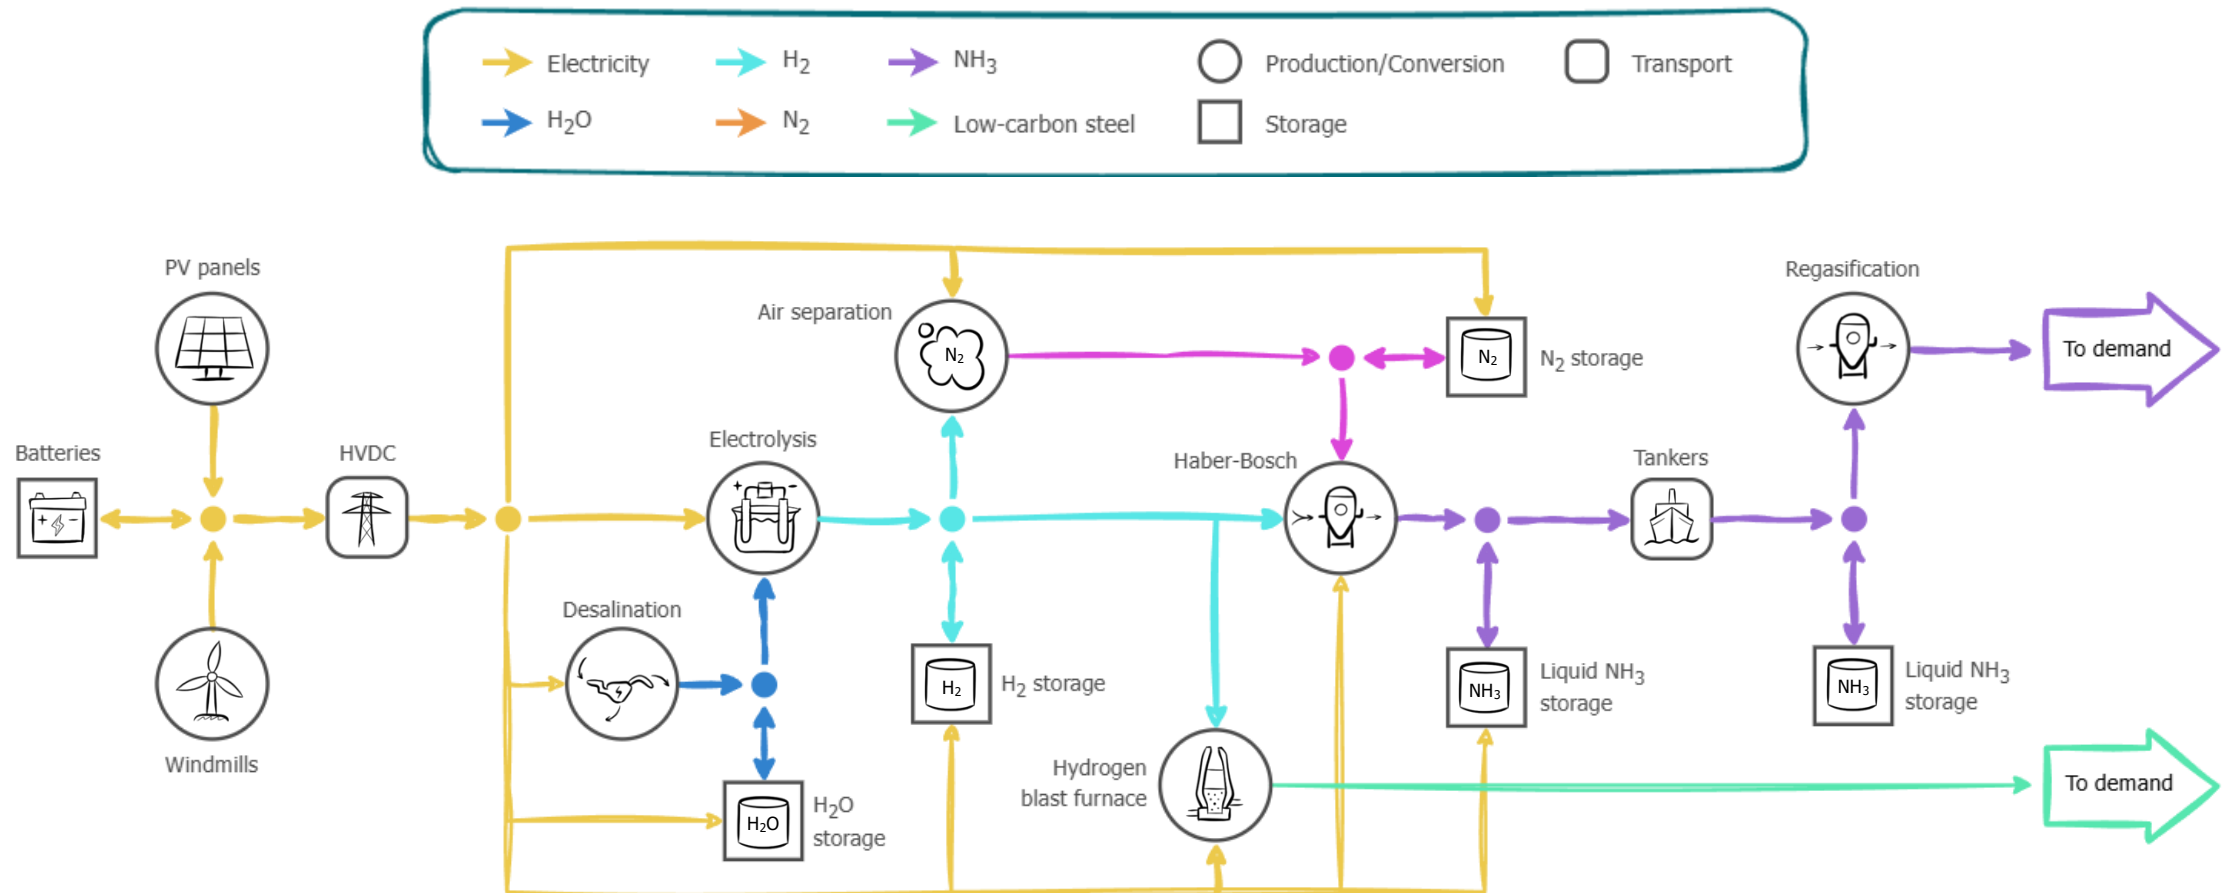 Electricity
H₂
NH₃
Production/Conversion
Transport
H₂O
N₂
Low-carbon steel
Storage
PV panels
Regasification
Air separation
N₂
N₂
N₂ storage
To demand
Batteries
HVDC
Electrolysis
Haber-Bosch
Tankers
+ -
+ -
Desalination
H₂
H₂ storage
NH₃
Liquid NH₃
storage
NH₃
Liquid NH₃
storage
Windmills
H₂O
H₂O
storage
Hydrogen
blast furnace
To demand